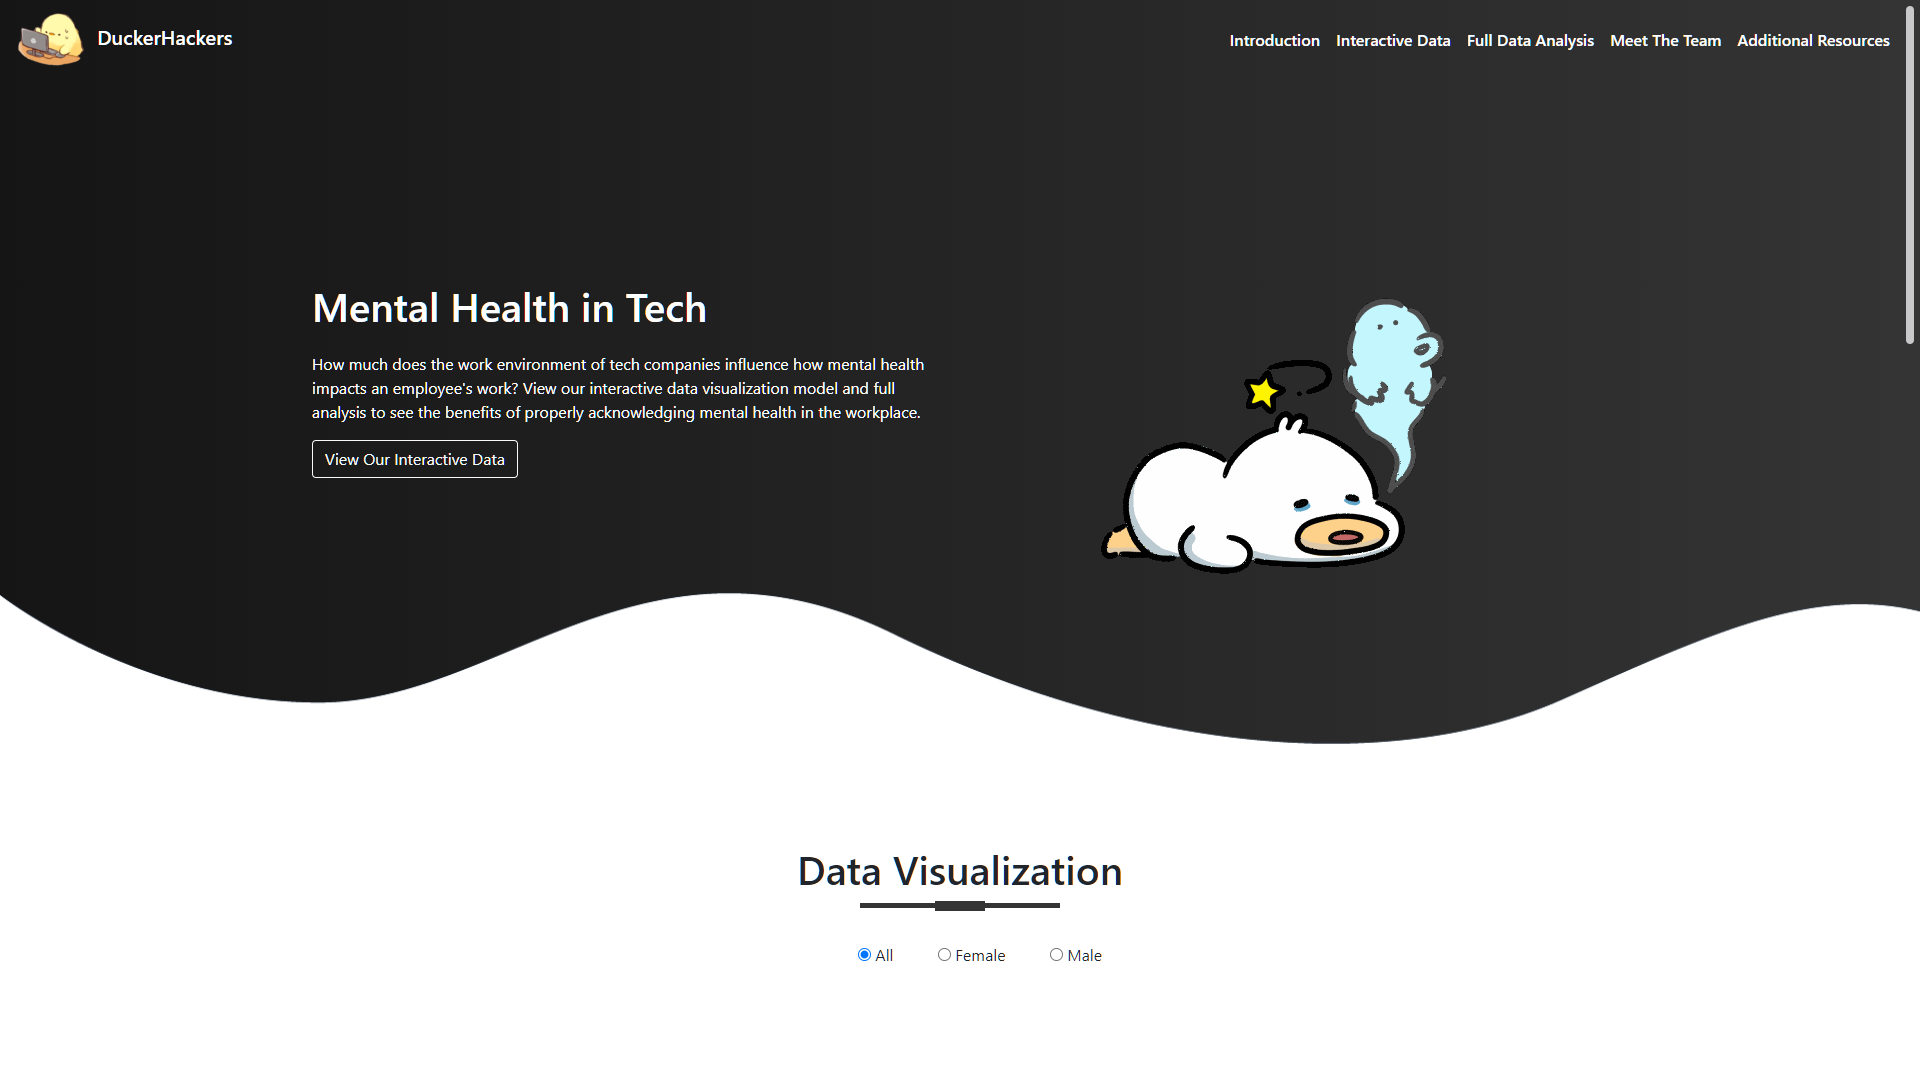 DuckerHackers
Introduction Interactive Data Full Data Analysis Meet The Team Additional Resources
Mental Health in Tech
How much does the work environment of tech companies influence how mental health
impacts an employee's work? View our interactive data visualization model and full
analysis to see the benefits of properly acknowledging mental health in the workplace.
View Our Interactive Data
Data Visualization
All Female Male